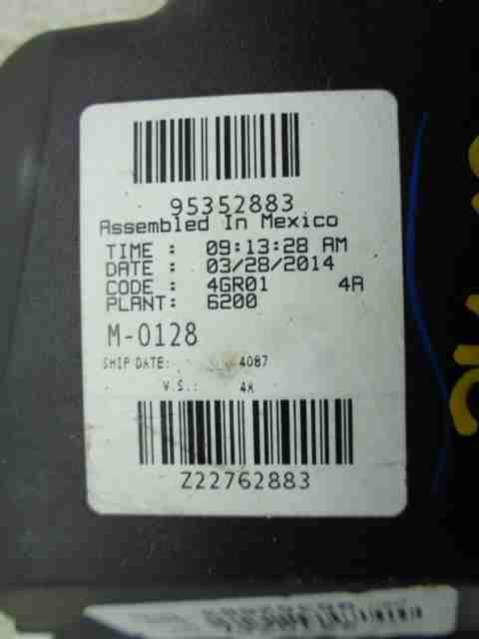 95352883
Assembled In Mexico
TIME : 09:13:28 AM
DATE : 03/28/2014
CODE : 4GR01 4A
PLANT: 6200
M-0128
SHIP DATE: 4087
V.S.: 4X
Z22762883